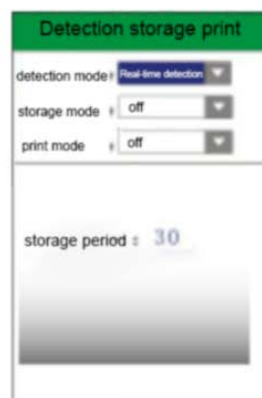 Detection storage print
detection mode: Real-time detection
storage mode : off
print mode : off
storage period : 30